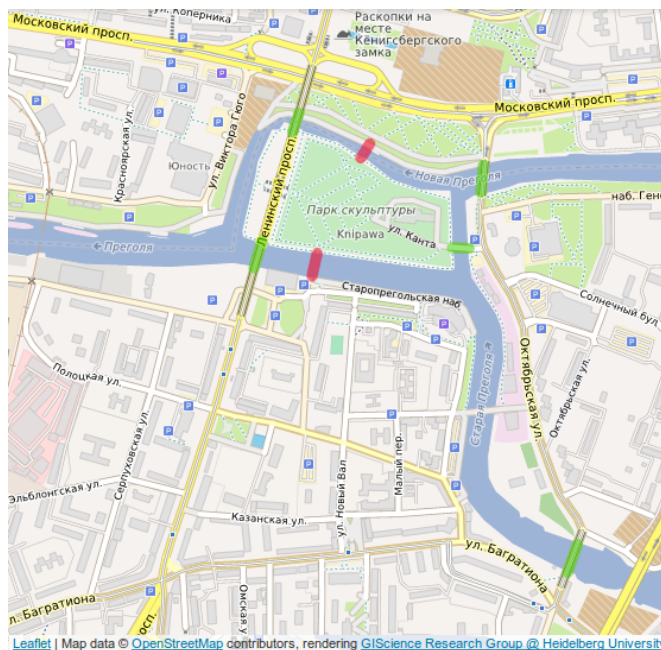 ул. Коперника
Московский просп.
Раскопки на
месте
Кёнигсбергского
замка
Московский просп.
Красноярская ул.
ул. Виктора Гюго
Юность
Ленинский просп.
← Новая Преголя
Парк скульптуры
Knipawa
ул. Канта
наб. Гене
← Преголя
Старопрегольская наб.
Солнечный бул.
Старая Преголя
Октябрьская ул.
Октябрьская ул.
Полоцкая ул.
Серпуховская ул.
Эльблонгская ул.
Казанская ул.
ул. Новый Вал
Малый пер.
ул. Багратиона
ул. Багратиона
Омская ул.
просп.
Leaflet | Map data © OpenStreetMap contributors, rendering GIScience Research Group @ Heidelberg University